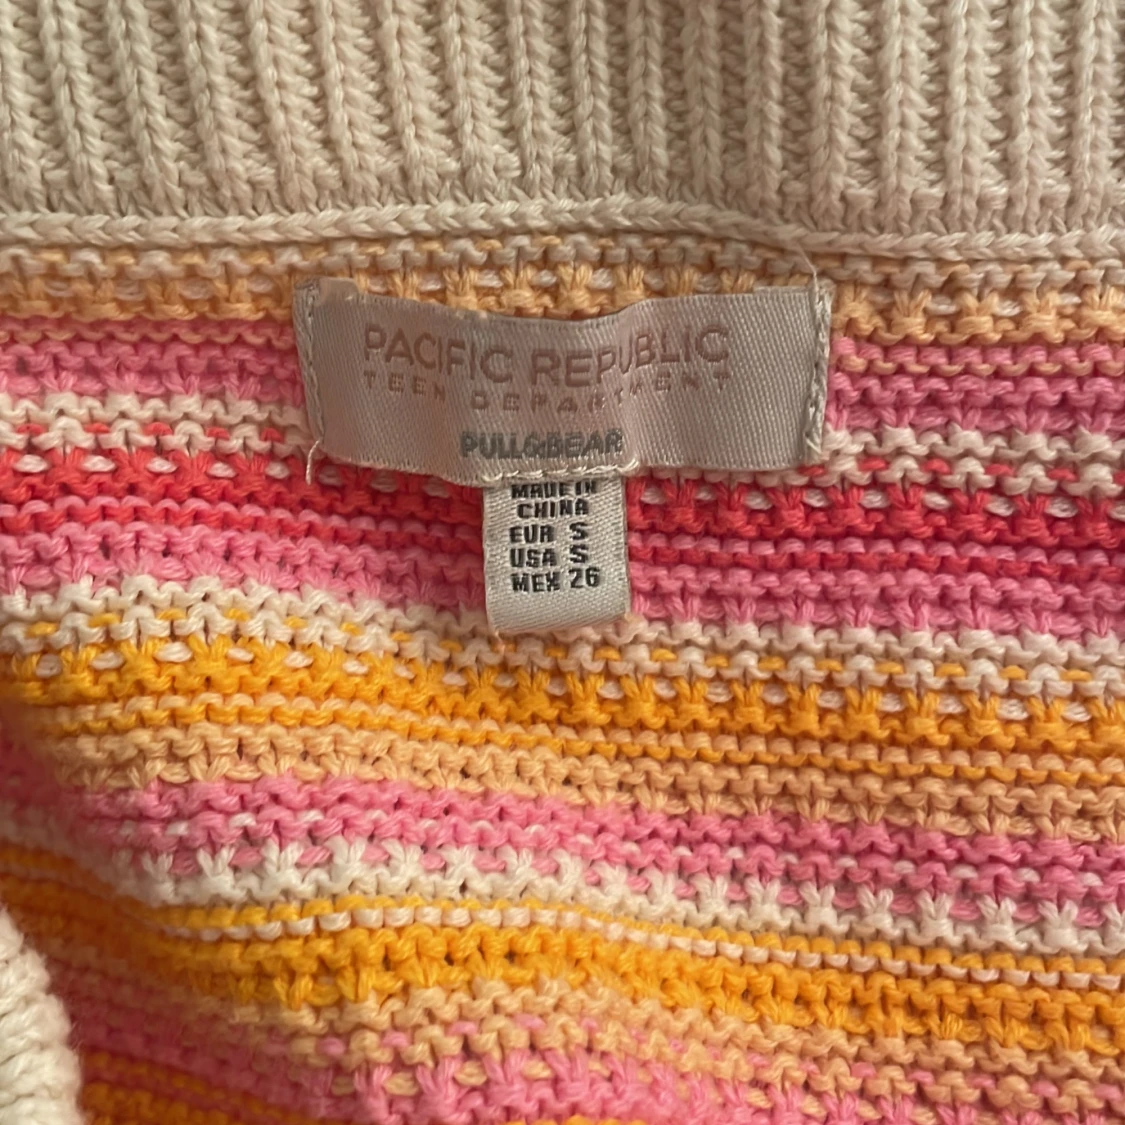 PACIFIC REPUBLIC
TEEN DEPARTMENT
PULL&BEAR
MADE IN
CHINA
EUR S
USA S
MEX 26